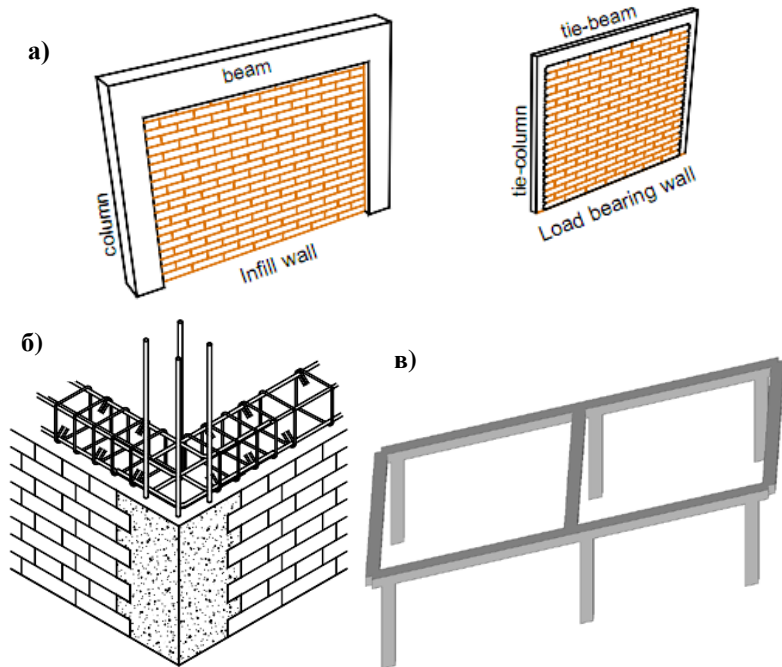 а)
beam
column
Infill wall
tie-beam
tie-column
Load bearing wall
б)
в)